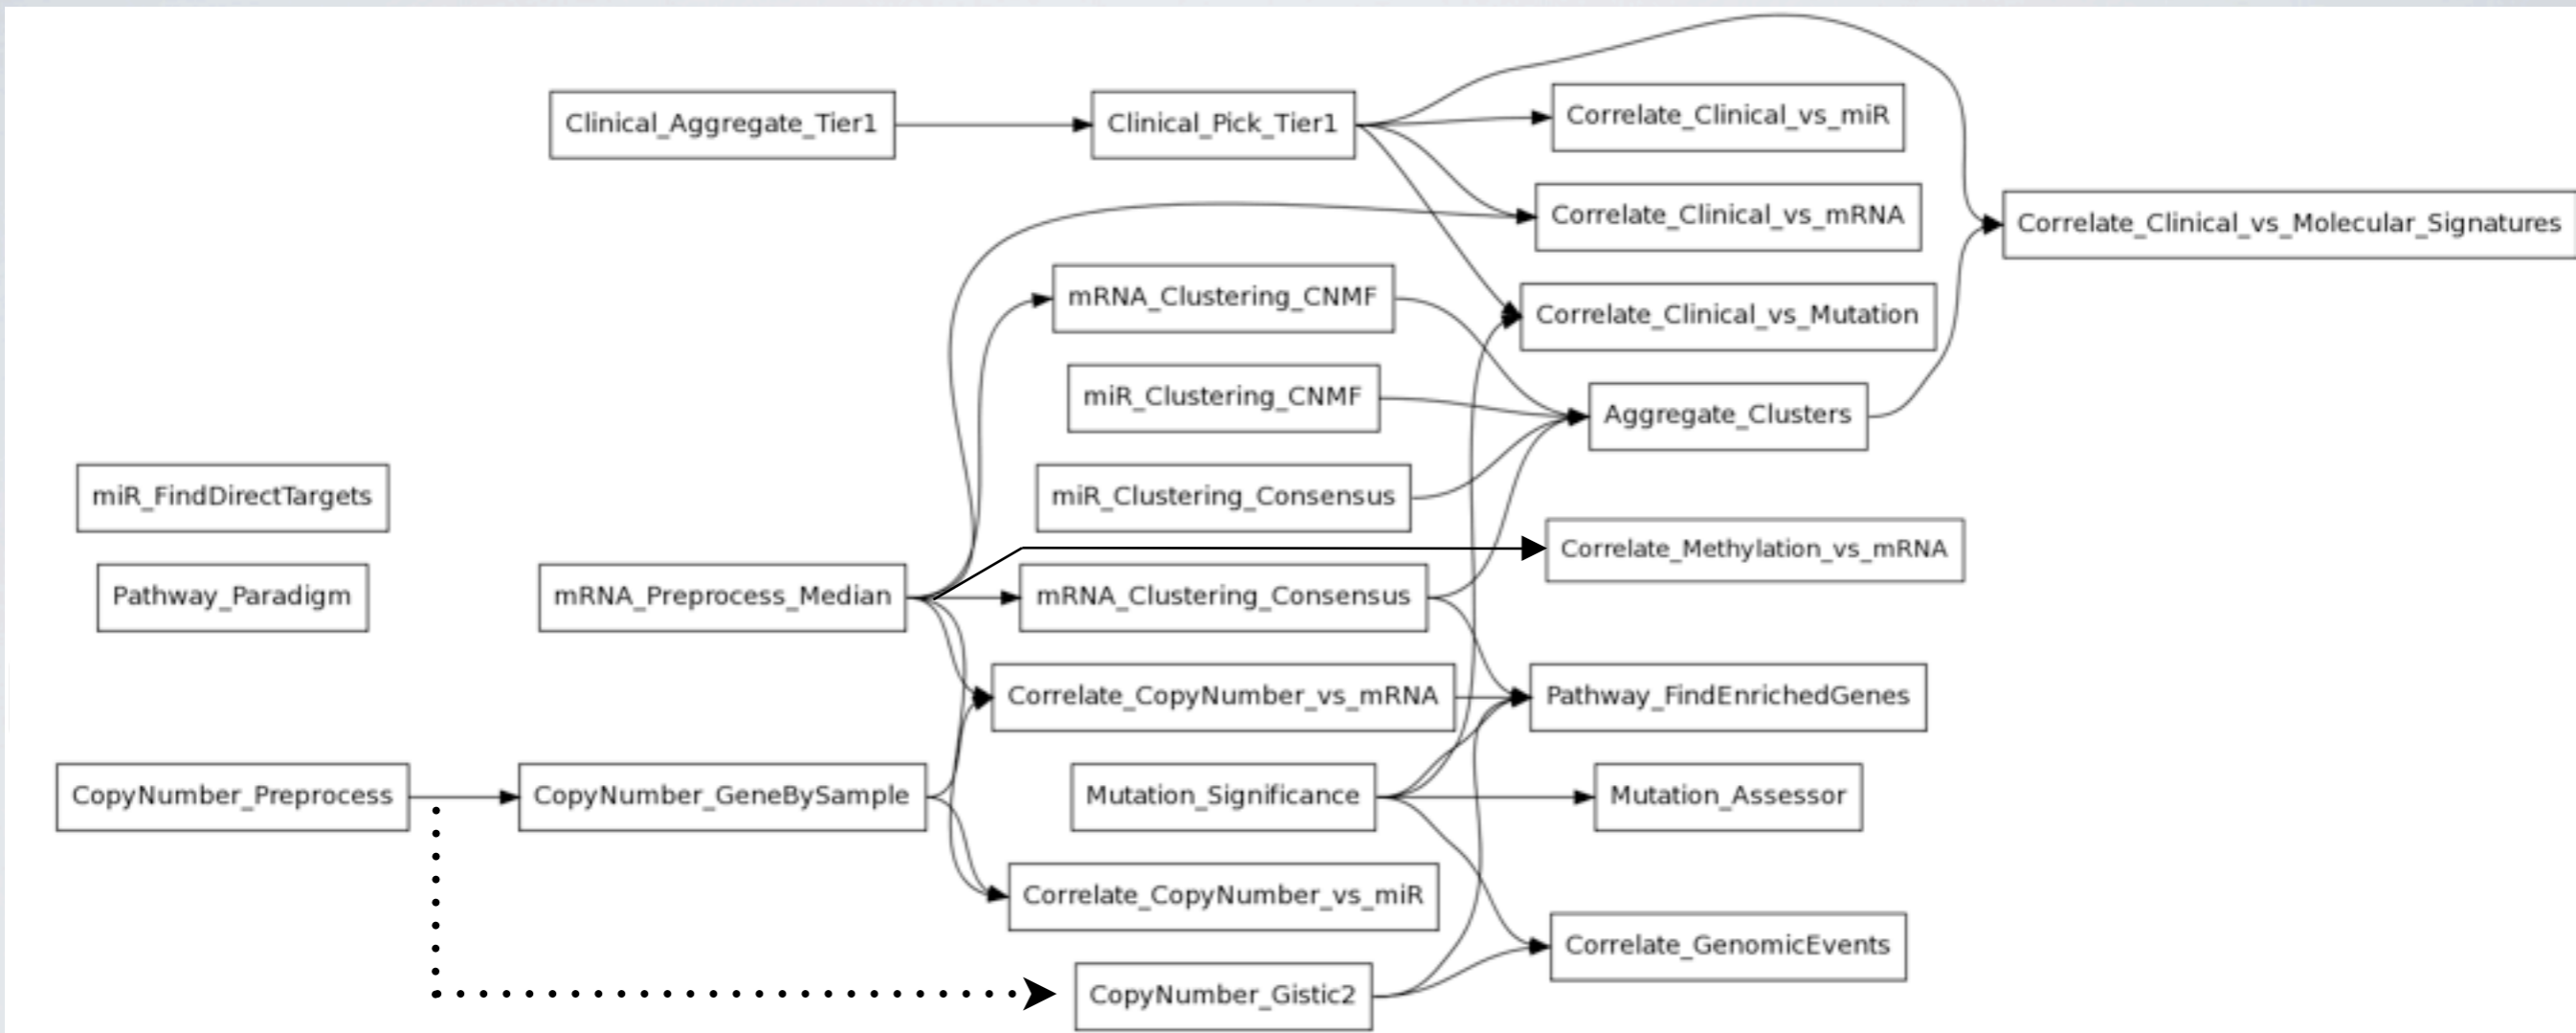 Clinical_Aggregate_Tier1
Clinical_Pick_Tier1
Correlate_Clinical_vs_miR
Correlate_Clinical_vs_mRNA
Correlate_Clinical_vs_Molecular_Signatures
mRNA_Clustering_CNMF
Correlate_Clinical_vs_Mutation
miR_Clustering_CNMF
Aggregate_Clusters
miR_FindDirectTargets
miR_Clustering_Consensus
Correlate_Methylation_vs_mRNA
Pathway_Paradigm
mRNA_Preprocess_Median
mRNA_Clustering_Consensus
Correlate_CopyNumber_vs_mRNA
Pathway_FindEnrichedGenes
CopyNumber_Preprocess
CopyNumber_GeneBySample
Mutation_Significance
Mutation_Assessor
Correlate_CopyNumber_vs_miR
Correlate_GenomicEvents
CopyNumber_Gistic2